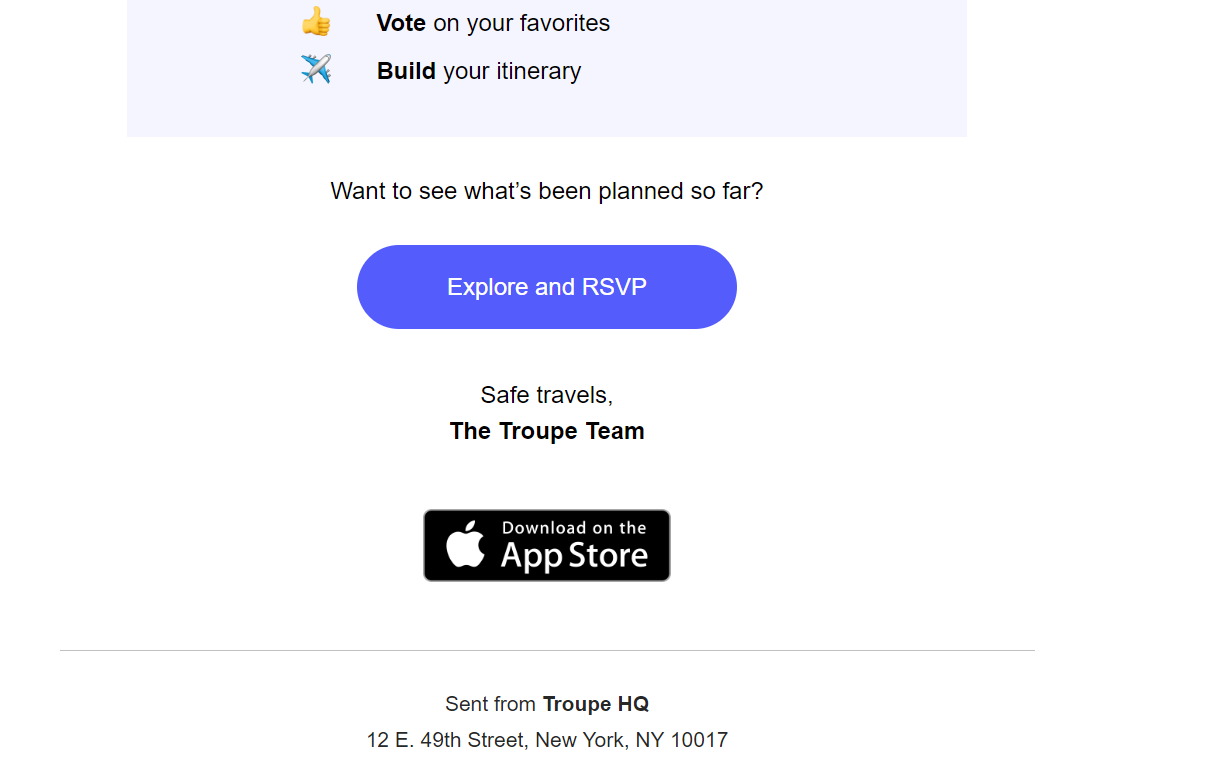 Vote on your favorites
Build your itinerary
Want to see what’s been planned so far?
Explore and RSVP
Safe travels,
The Troupe Team
Download on the
App Store
Sent from Troupe HQ
12 E. 49th Street, New York, NY 10017